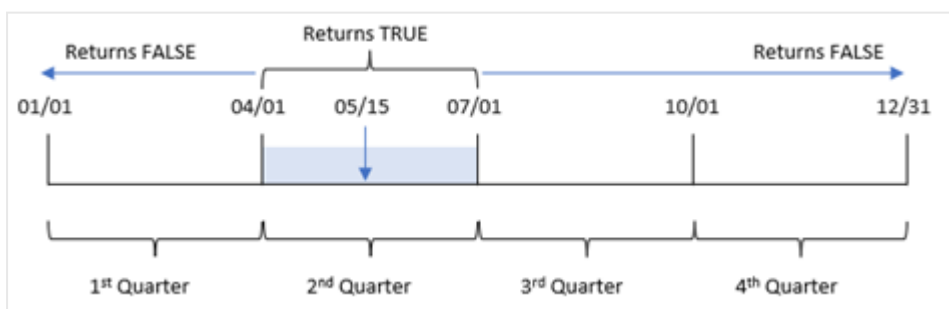 Returns TRUE
Returns FALSE
Returns FALSE
01/01
04/01
05/15
07/01
10/01
12/31
1st Quarter
2nd Quarter
3rd Quarter
4th Quarter